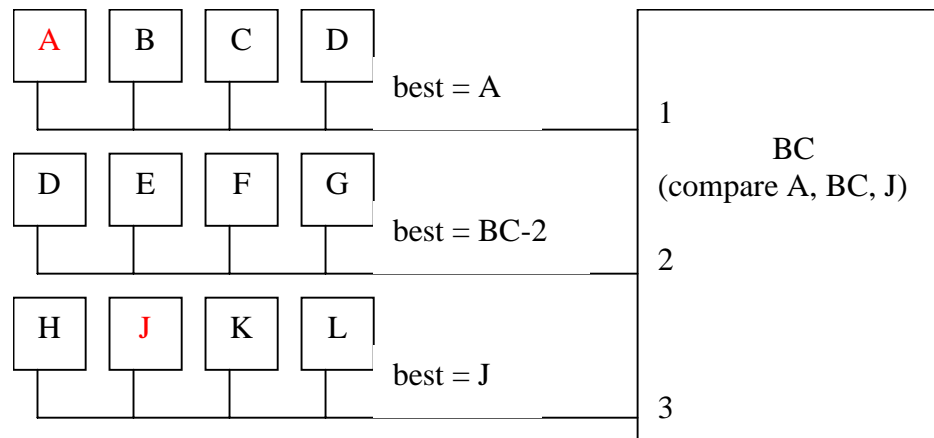 A B C D
best = A
1
BC
(compare A, BC, J)
D E F G
best = BC-2
2
H J K L
best = J
3